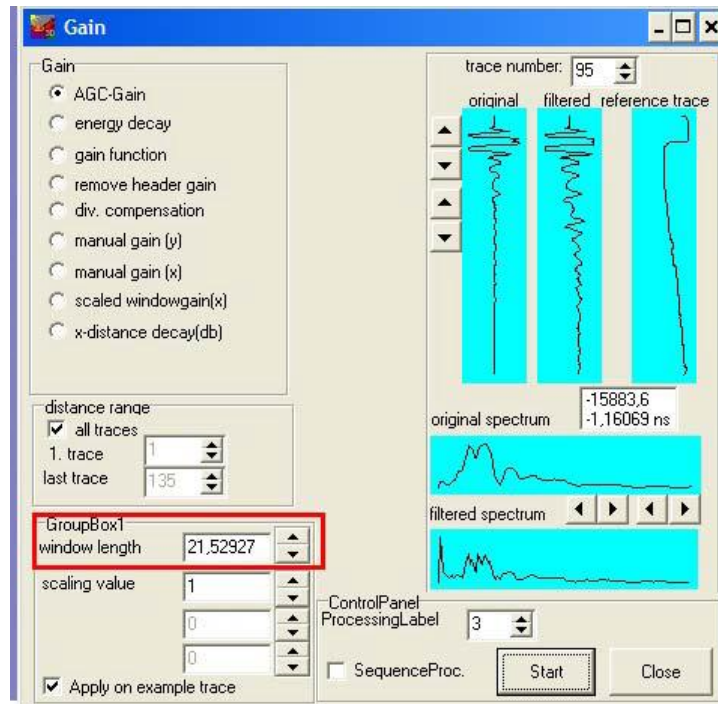 Gain
Gain
AGC-Gain
energy decay
gain function
remove header gain
div. compensation
manual gain (y)
manual gain (x)
scaled windowgain(x)
x-distance decay(db)
distance range
all traces
1. trace 1
last trace 135
GroupBox1
window length 21,52927
scaling value 1
0
0
Apply on example trace
trace number: 95
original filtered reference trace
-15883,6
original spectrum -1,16069 ns
filtered spectrum
ControlPanel
ProcessingLabel 3
SequenceProc. Start Close